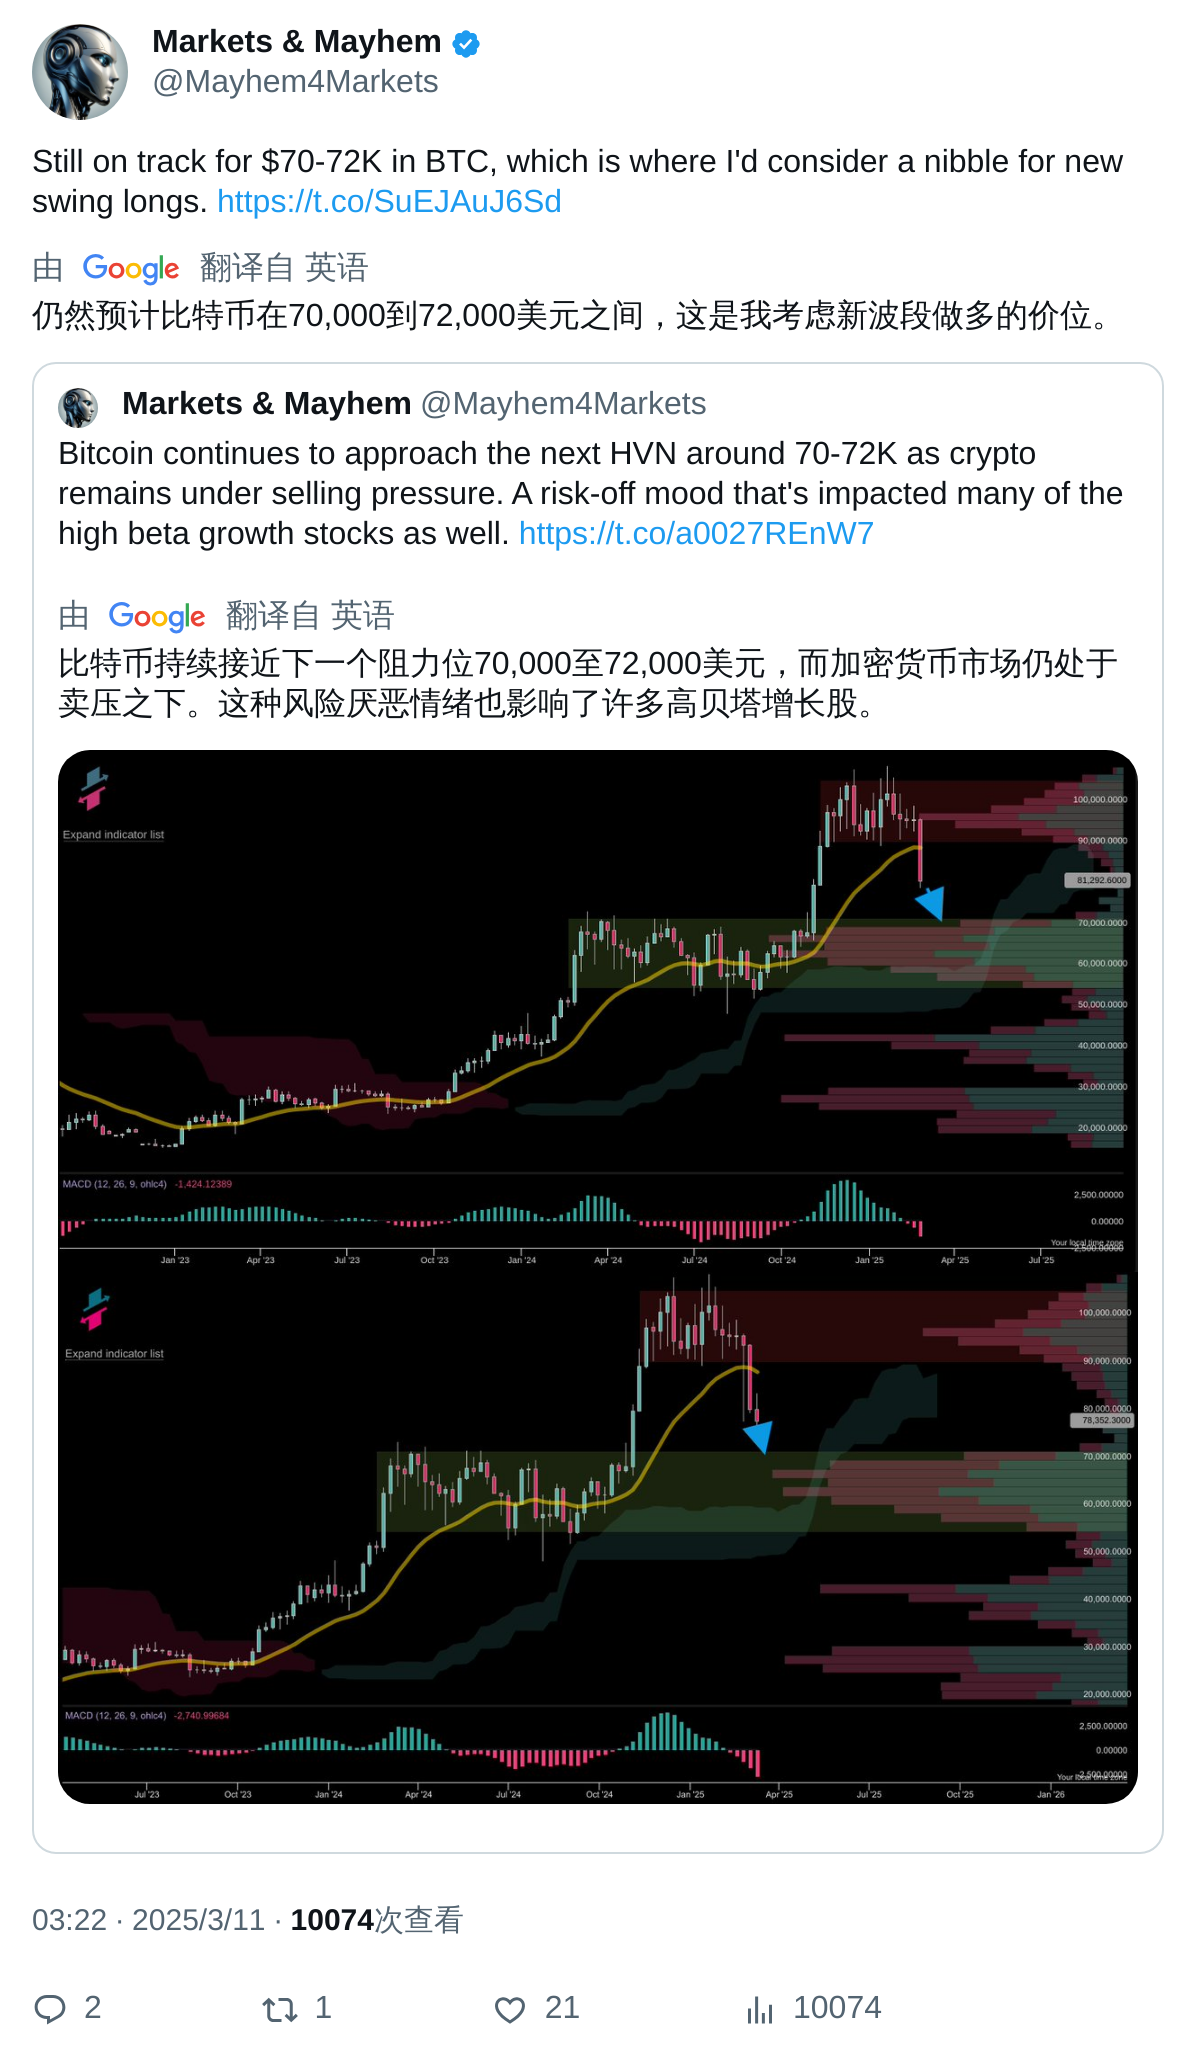 Markets & Mayhem
@Mayhem4Markets
Still on track for $70-72K in BTC, which is where I'd consider a nibble for new
swing longs. https://t.co/SuEJAuJ6Sd
由 Google 翻译自 英语
仍然预计比特币在70,000到72,000美元之间，这是我考虑新波段做多的价位。
Markets & Mayhem @Mayhem4Markets
Bitcoin continues to approach the next HVN around 70-72K as crypto
remains under selling pressure. A risk-off mood that's impacted many of the
high beta growth stocks as well. https://t.co/a0027REnW7
由 Google 翻译自 英语
比特币持续接近下一个阻力位70,000至72,000美元，而加密货币市场仍处于
卖压之下。这种风险厌恶情绪也影响了许多高贝塔增长股。
Expand indicator list
100,000.0000
90,000.0000
81,292.6000
70,000.0000
60,000.0000
50,000.0000
40,000.0000
30,000.0000
20,000.0000
MACD (12, 26, 9, ohlc4) -1,424.12389
2,500.00000
0.00000
Your local time zone
-2,500.00000
Jan '23 Apr '23 Jul '23 Oct '23 Jan '24 Apr '24 Jul '24 Oct '24 Jan '25 Apr '25 Jul '25
Expand indicator list
100,000.0000
90,000.0000
80,000.0000
78,352.3000
70,000.0000
60,000.0000
50,000.0000
40,000.0000
30,000.0000
20,000.0000
MACD (12, 26, 9, ohlc4) -2,740.99684
2,500.00000
0.00000
-2,500.00000
Your local time zone
Jul '23 Oct '23 Jan '24 Apr '24 Jul '24 Oct '24 Jan '25 Apr '25 Jul '25 Oct '25 Jan '26
03:22 · 2025/3/11 · 10074次查看
2 1 21 10074